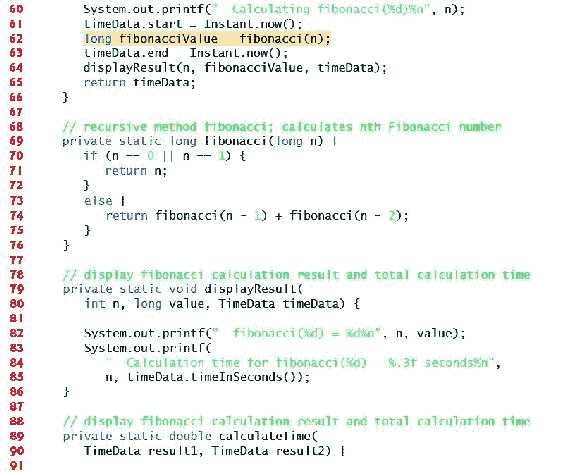 60 System.out.printf("  Calculating fibonacci(%d)%n", n);
61 timeData.start = Instant.now();
62 long fibonacciValue = fibonacci(n);
63 timeData.end = Instant.now();
64 displayResult(n, fibonacciValue, timeData);
65 return timeData;
66 }
67
68 // recursive method fibonacci; calculates nth Fibonacci number
69 private static long fibonacci(long n) {
70 if (n == 0 || n == 1) {
71 return n;
72 }
73 else {
74 return fibonacci(n - 1) + fibonacci(n - 2);
75 }
76 }
77
78 // display fibonacci calculation result and total calculation time
79 private static void displayResult(
80 int n, long value, TimeData timeData) {
81
82 System.out.printf("  fibonacci(%d) = %d%n", n, value);
83 System.out.printf(
84 "  Calculation time for fibonacci(%d) = %.3f seconds%n",
85 n, timeData.timeInSeconds());
86 }
87
88 // display fibonacci calculation result and total calculation time
89 private static double calculateTime(
90 TimeData result1, TimeData result2) {
91